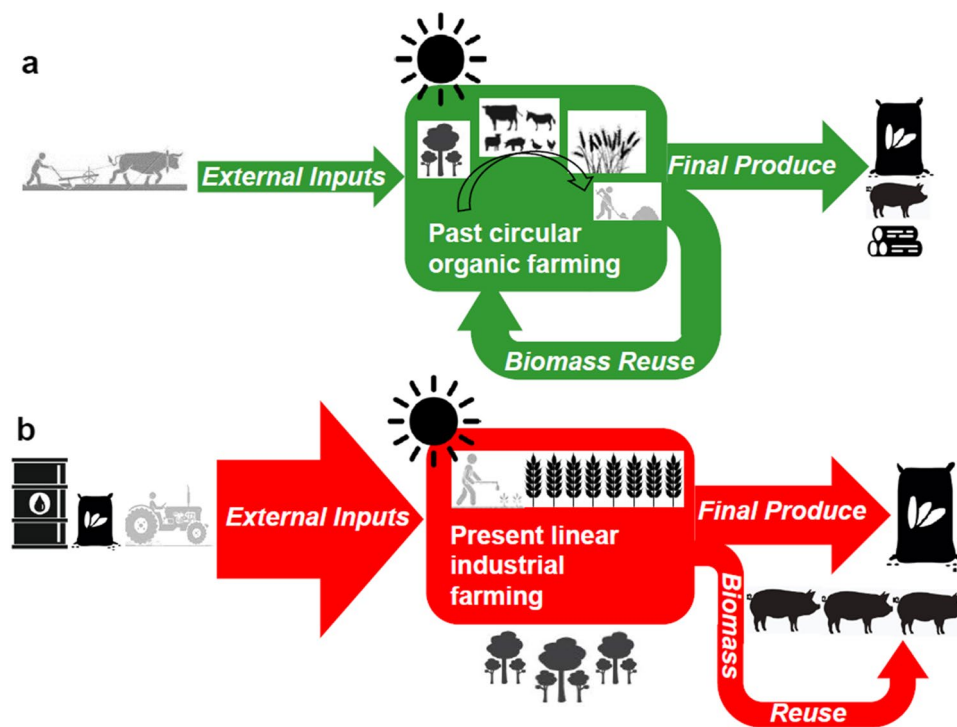 a
External Inputs
Final Produce
Past circular
organic farming
Biomass Reuse
b
External Inputs
Final Produce
Present linear
industrial
farming
Biomass
Reuse